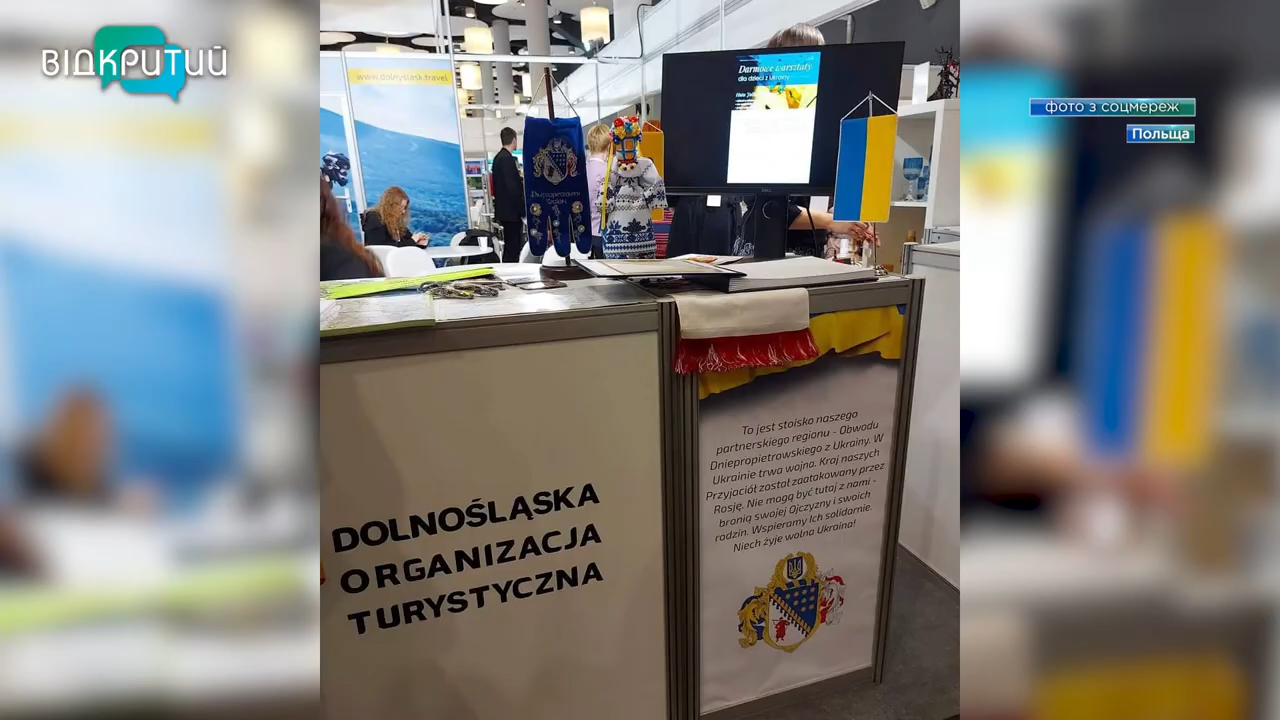 ВІДКРИТИЙ
фото з соцмереж
Польща
www.dolnyslask.travel
Darmowe warsztaty
dla dzieci z Ukrainy
DOLNOŚLĄSKA
ORGANIZACJA
TURYSTYCZNA
To jest stoisko naszego
partnerskiego regionu - Obwodu
Dniepropietrowskiego z Ukrainy. W
Ukrainie trwa wojna. Kraj naszych
Przyjaciół został zaatakowany przez
Rosję. Nie mogą być tutaj z nami -
bronią swojej Ojczyzny i swoich
rodzin. Wspieramy Ich solidarnie.
Niech żyje wolna Ukraina!